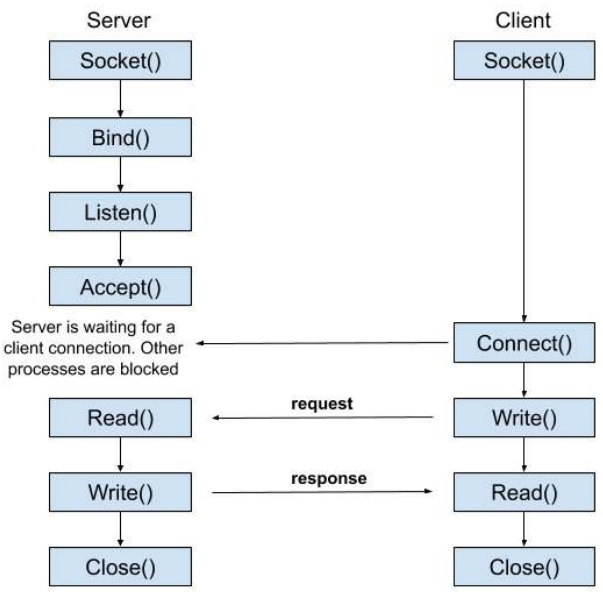 Server
Client
Socket()
Socket()
Bind()
Listen()
Accept()
Server is waiting for a
client connection. Other
processes are blocked
Connect()
Read()
request
Write()
Write()
response
Read()
Close()
Close()